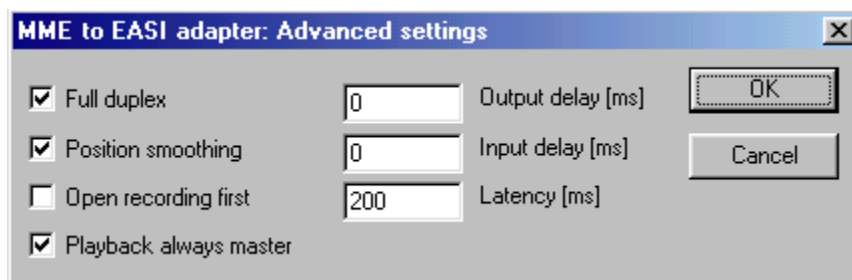 MME to EASI adapter: Advanced settings
Full duplex
0
Output delay [ms]
OK
Position smoothing
0
Input delay [ms]
Cancel
Open recording first
200
Latency [ms]
Playback always master